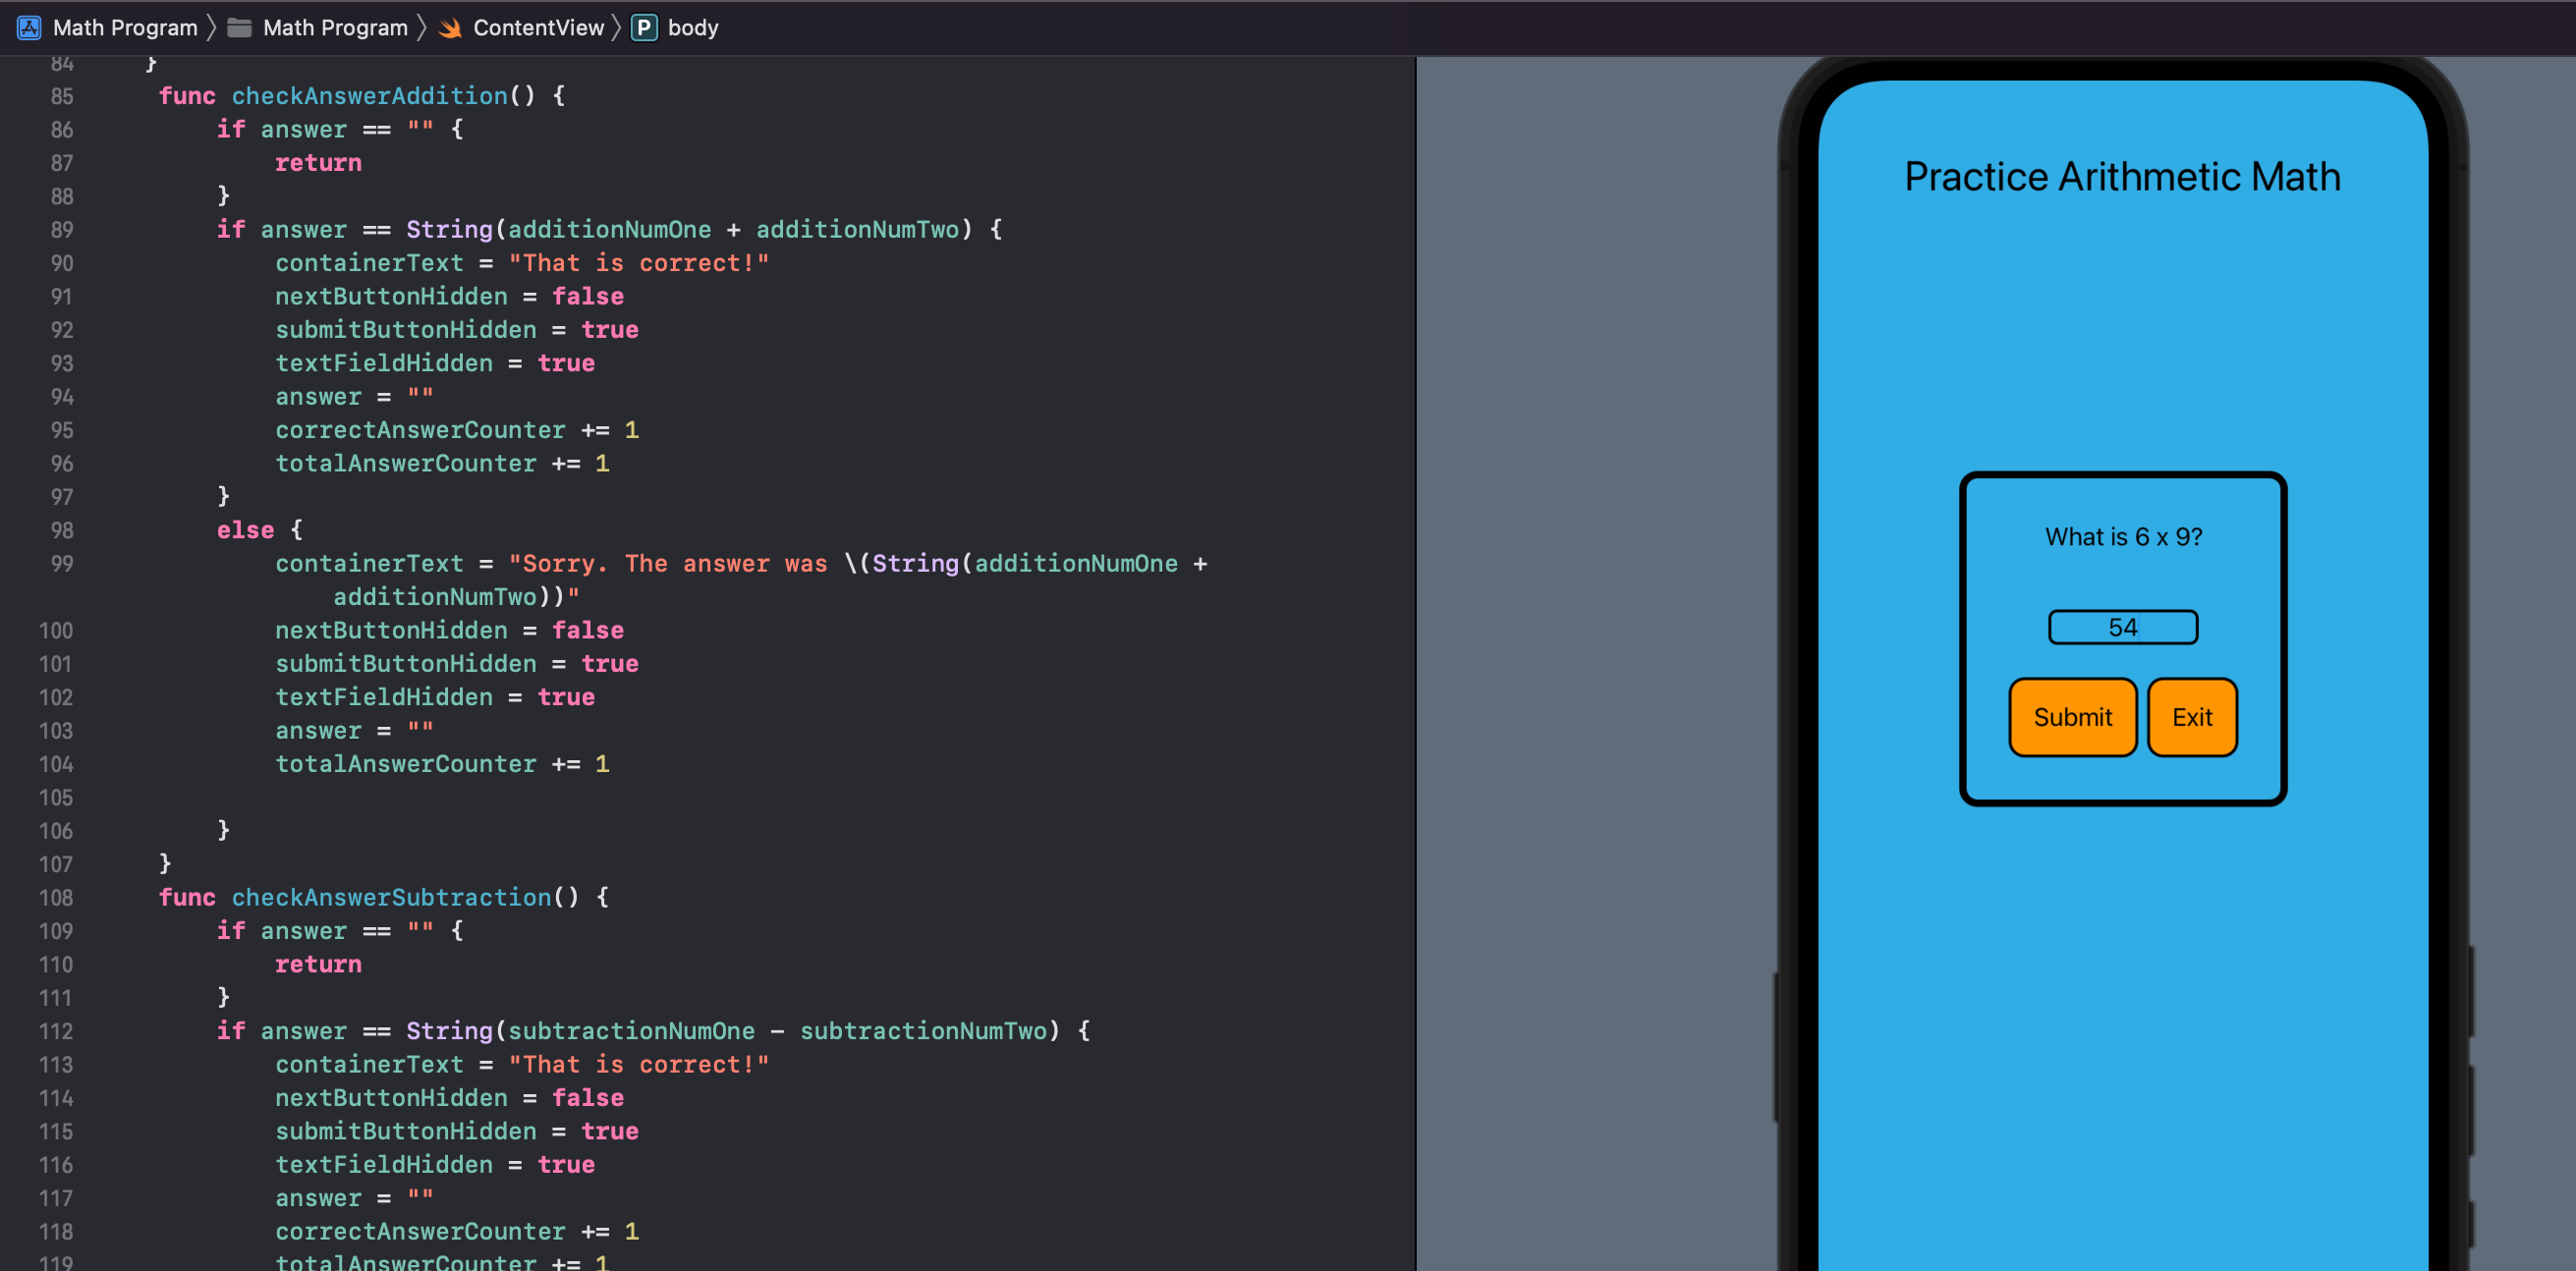 Math Program 〉 Math Program 〉 ContentView 〉 P body
84 }
85 func checkAnswerAddition() {
86 if answer == "" {
87 return
88 }
89 if answer == String(additionNumOne + additionNumTwo) {
90 containerText = "That is correct!"
91 nextButtonHidden = false
92 submitButtonHidden = true
93 textFieldHidden = true
94 answer = ""
95 correctAnswerCounter += 1
96 totalAnswerCounter += 1
97 }
98 else {
99 containerText = "Sorry. The answer was \(String(additionNumOne +
additionNumTwo))"
100 nextButtonHidden = false
101 submitButtonHidden = true
102 textFieldHidden = true
103 answer = ""
104 totalAnswerCounter += 1
105
106 }
107 }
108 func checkAnswerSubtraction() {
109 if answer == "" {
110 return
111 }
112 if answer == String(subtractionNumOne - subtractionNumTwo) {
113 containerText = "That is correct!"
114 nextButtonHidden = false
115 submitButtonHidden = true
116 textFieldHidden = true
117 answer = ""
118 correctAnswerCounter += 1
119 totalAnswerCounter += 1
Practice Arithmetic Math
What is 6 x 9?
54
Submit Exit